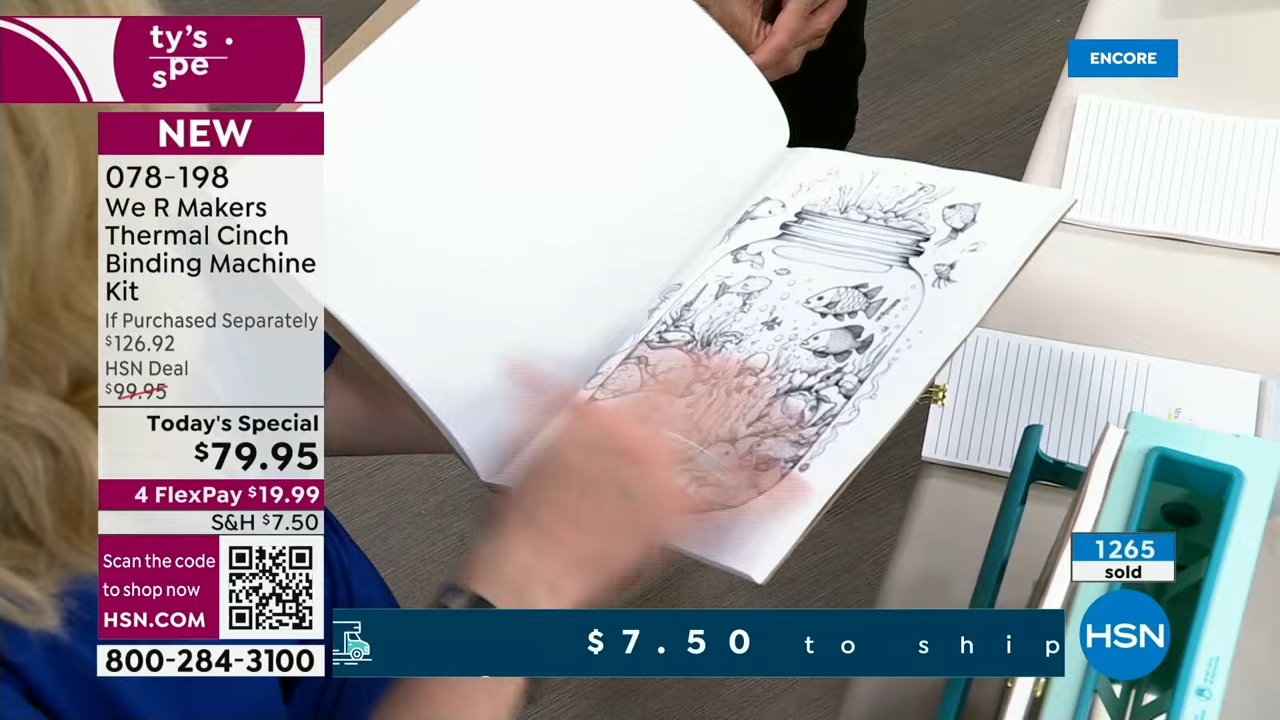 ty's
spe
NEW
078-198
We R Makers
Thermal Cinch
Binding Machine
Kit
If Purchased Separately
$126.92
HSN Deal
$99.95
Today's Special
$79.95
4 FlexPay $19.99
S&H $7.50
Scan the code
to shop now
HSN.COM
800-284-3100
ENCORE
1265
sold
HSN
$7.50 to ship